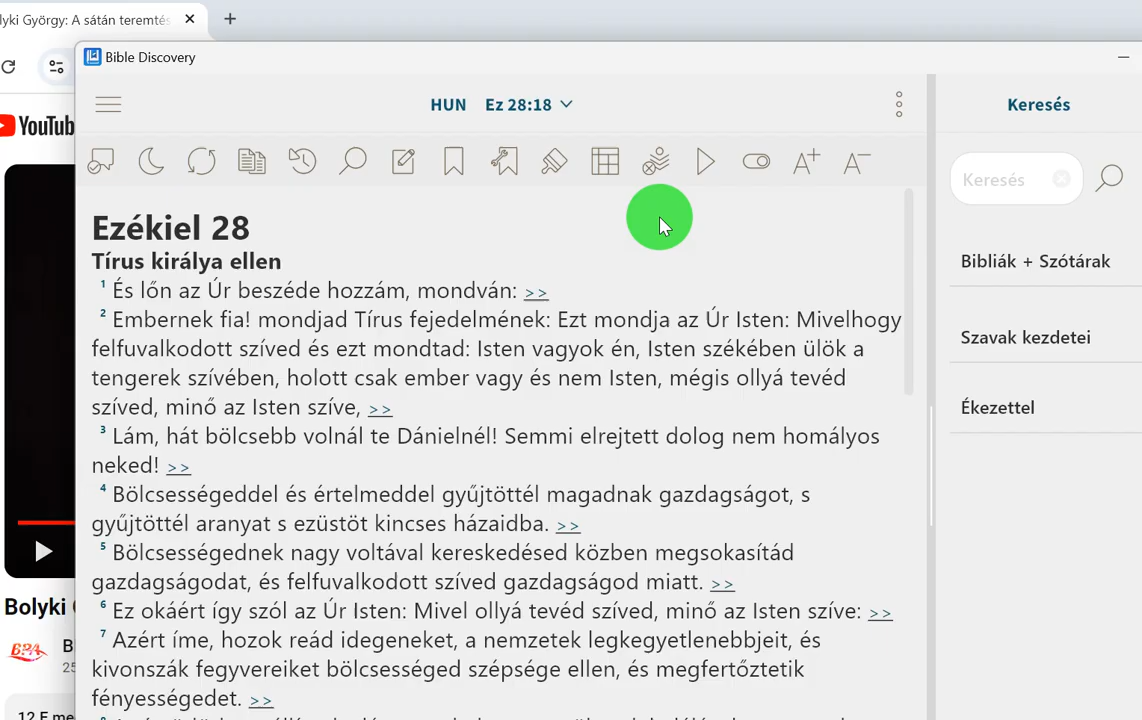 lyki György: A sátán teremtés
Bible Discovery
YouTub
HUN Ez 28:18
Keresés
A+ A−
Keresés
Ezékiel 28
Tírus királya ellen
1 És lőn az Úr beszéde hozzám, mondván: >>
2 Embernek fia! mondjad Tírus fejedelmének: Ezt mondja az Úr Isten: Mivelhogy
felfuvalkodott szíved és ezt mondtad: Isten vagyok én, Isten székében ülök a
tengerek szívében, holott csak ember vagy és nem Isten, mégis ollyá tevéd
szíved, minő az Isten szíve, >>
3 Lám, hát bölcsebb volnál te Dánielnél! Semmi elrejtett dolog nem homályos
neked! >>
4 Bölcsességeddel és értelmeddel gyűjtöttél magadnak gazdagságot, s
gyűjtöttél aranyat s ezüstöt kincses házaidba. >>
5 Bölcsességednek nagy voltával kereskedésed közben megsokasítád
gazdagságodat, és felfuvalkodott szíved gazdagságod miatt. >>
6 Ez okáért így szól az Úr Isten: Mivel ollyá tevéd szíved, minő az Isten szíve: >>
7 Azért íme, hozok reád idegeneket, a nemzetek legkegyetlenebbjeit, és
kivonszák fegyvereiket bölcsességed szépsége ellen, és megfertőztetik
fényességedet. >>
Bibliák + Szótárak
Szavak kezdetei
Ékezettel
Bolyki
BPA
B
25
12 E me